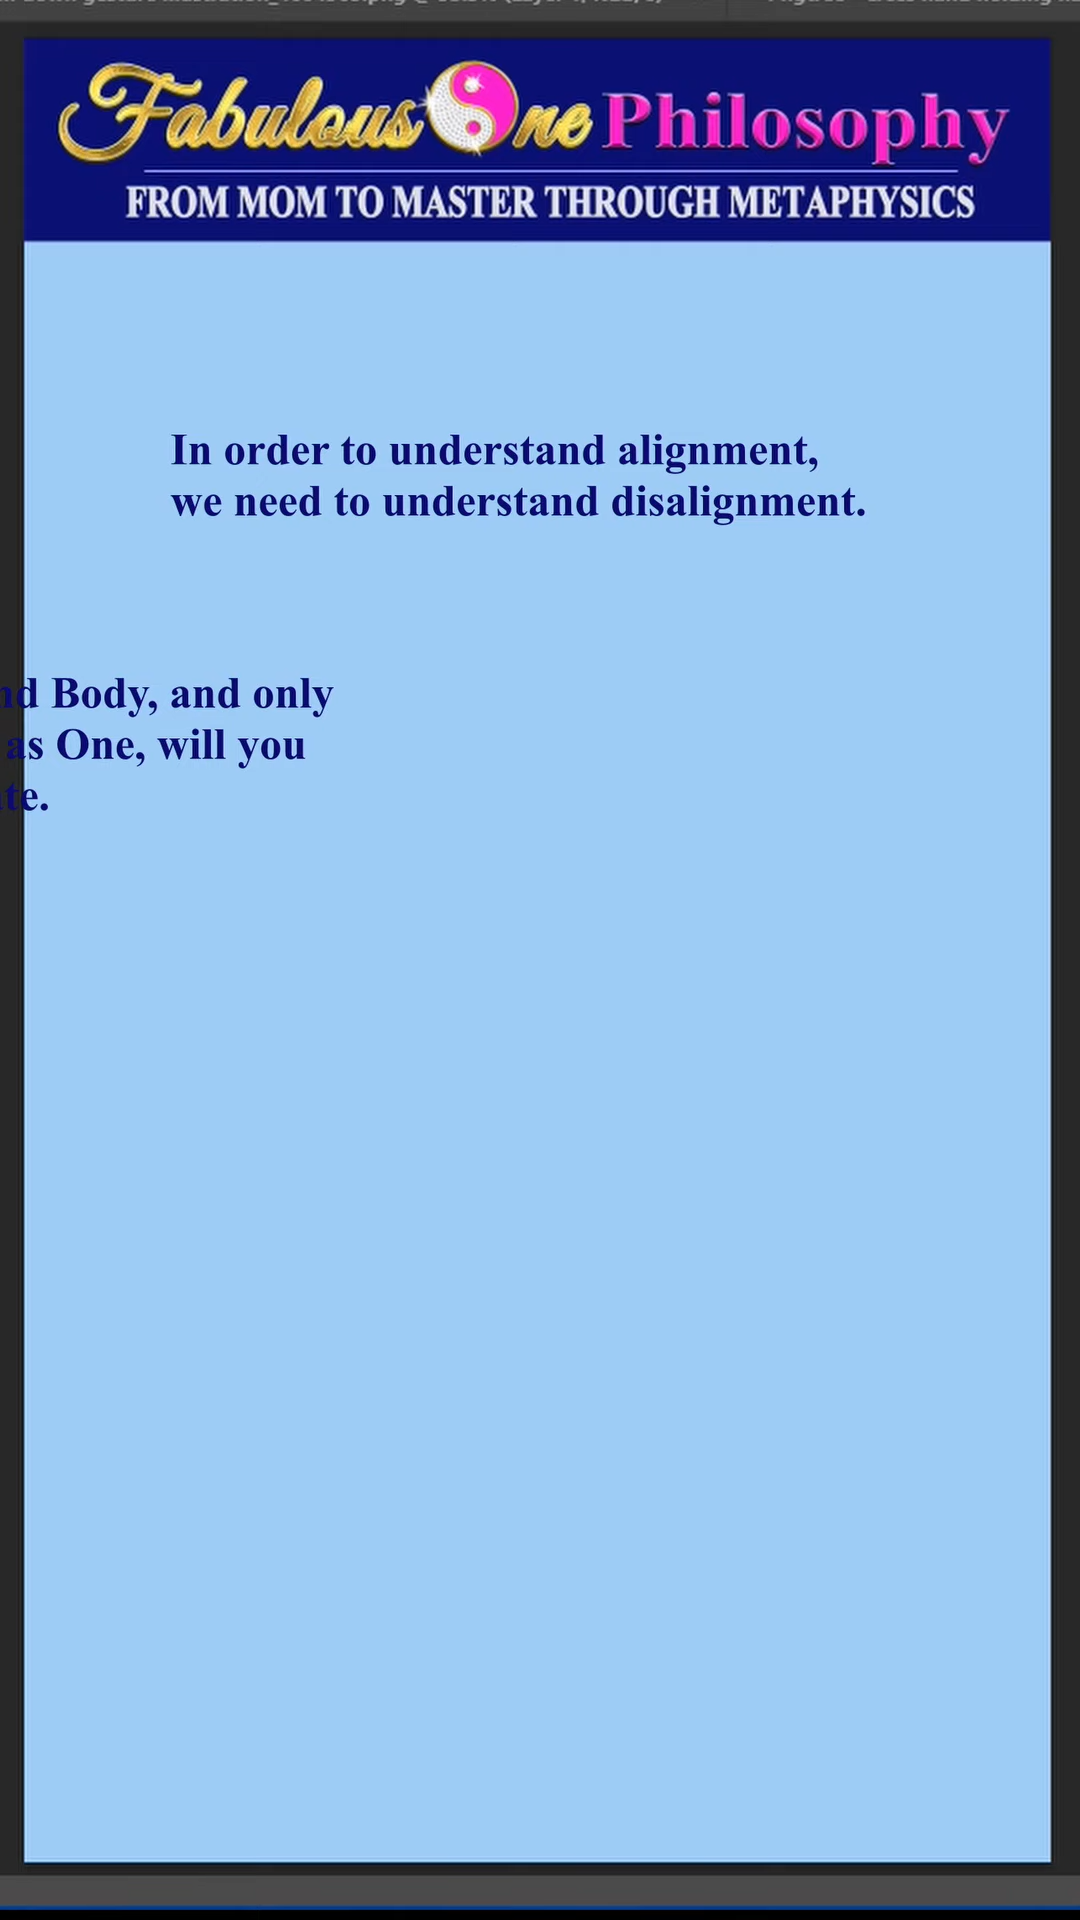 Fabulous One Philosophy
FROM MOM TO MASTER THROUGH METAPHYSICS
In order to understand alignment,
we need to understand disalignment.
Body, and only
as One, will you